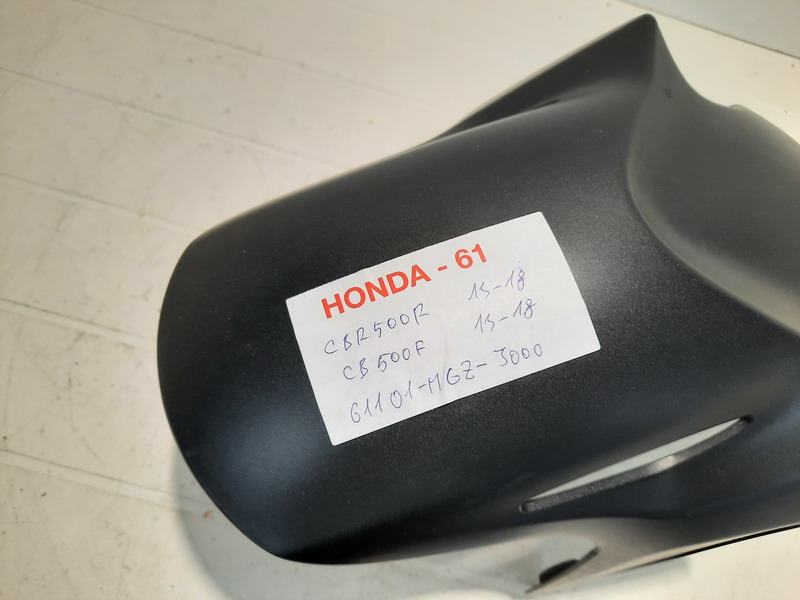 HONDA - 61
CBR500R 15-18
CB500F 15-18
61101-MGZ-J000